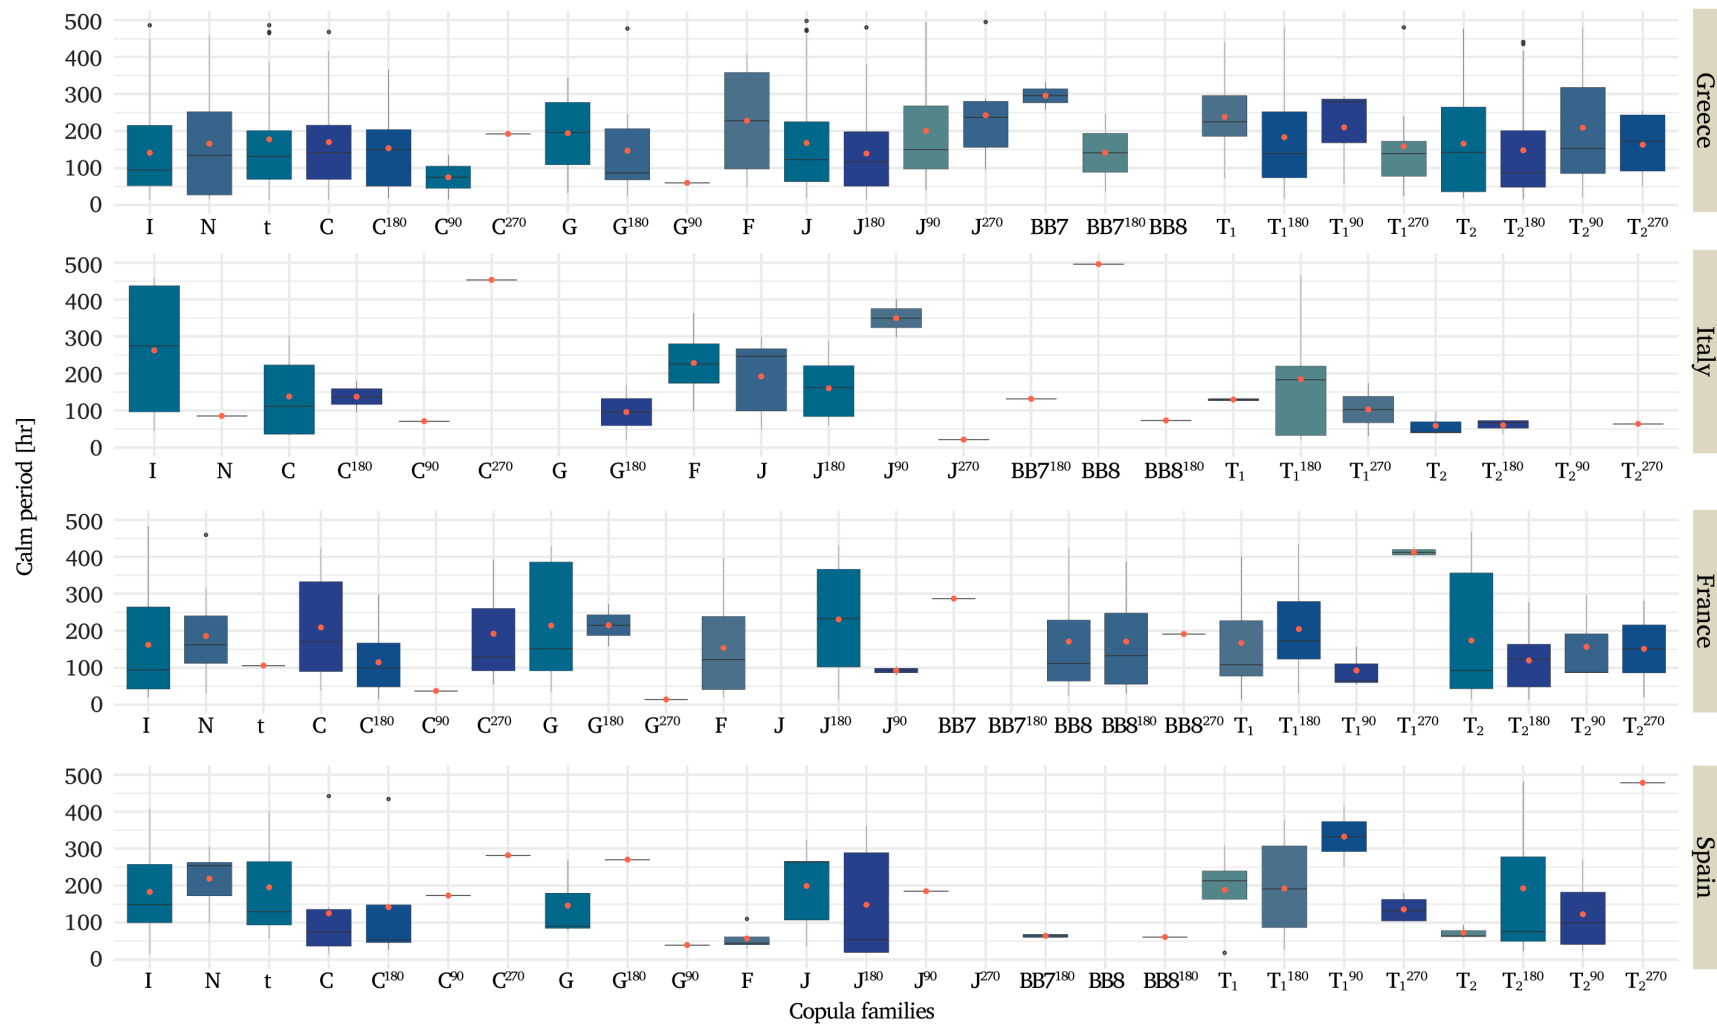 500
400
300
200
100
0
I N t C C¹⁸⁰ C⁹⁰ C²⁷⁰ G G¹⁸⁰ G⁹⁰ F J J¹⁸⁰ J⁹⁰ J²⁷⁰ BB7 BB7¹⁸⁰ BB8 T₁ T₁¹⁸⁰ T₁⁹⁰ T₁²⁷⁰ T₂ T₂¹⁸⁰ T₂⁹⁰ T₂²⁷⁰
Greece
500
400
300
200
100
0
I N C C¹⁸⁰ C⁹⁰ C²⁷⁰ G G¹⁸⁰ F J J¹⁸⁰ J⁹⁰ J²⁷⁰ BB7¹⁸⁰ BB8 BB8¹⁸⁰ T₁ T₁¹⁸⁰ T₁²⁷⁰ T₂ T₂¹⁸⁰ T₂⁹⁰ T₂²⁷⁰
Italy
Calm period [hr]
500
400
300
200
100
0
I N t C C¹⁸⁰ C⁹⁰ C²⁷⁰ G G¹⁸⁰ G²⁷⁰ F J J¹⁸⁰ J⁹⁰ BB7 BB7¹⁸⁰ BB8 BB8¹⁸⁰ BB8²⁷⁰ T₁ T₁¹⁸⁰ T₁⁹⁰ T₁²⁷⁰ T₂ T₂¹⁸⁰ T₂⁹⁰ T₂²⁷⁰
France
500
400
300
200
100
0
I N t C C¹⁸⁰ C⁹⁰ C²⁷⁰ G G¹⁸⁰ G⁹⁰ F J J¹⁸⁰ J⁹⁰ J²⁷⁰ BB7¹⁸⁰ BB8 BB8¹⁸⁰ T₁ T₁¹⁸⁰ T₁⁹⁰ T₁²⁷⁰ T₂ T₂¹⁸⁰ T₂⁹⁰ T₂²⁷⁰
Spain
Copula families